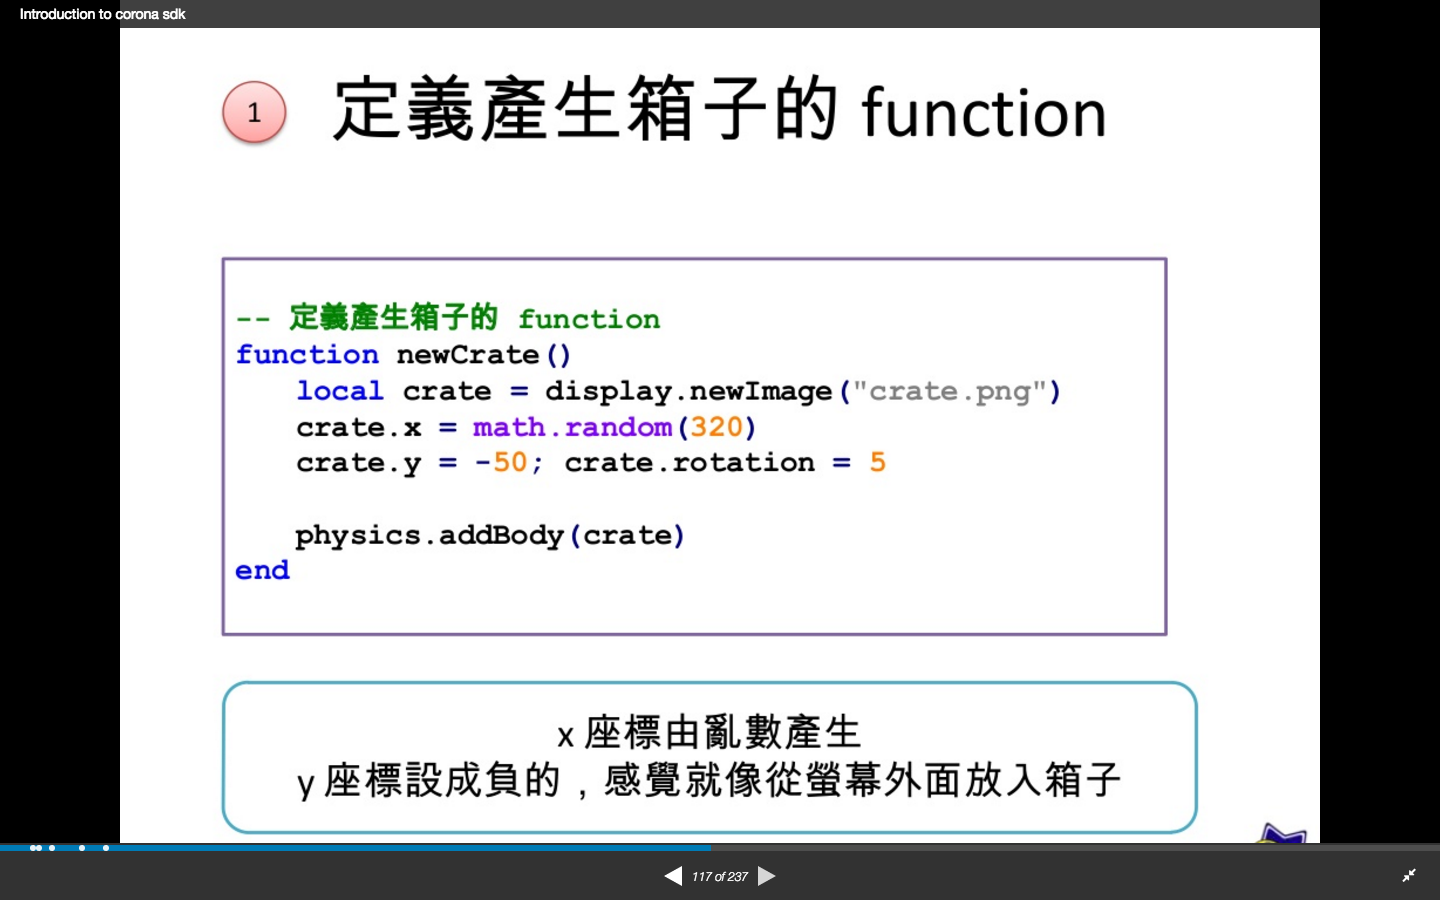 Introduction to corona sdk
1 定義產生箱子的 function
-- 定義產生箱子的 function
function newCrate()
local crate = display.newImage("crate.png")
crate.x = math.random(320)
crate.y = -50; crate.rotation = 5
physics.addBody(crate)
end
x 座標由亂數產生
y 座標設成負的，感覺就像從螢幕外面放入箱子
117 of 237